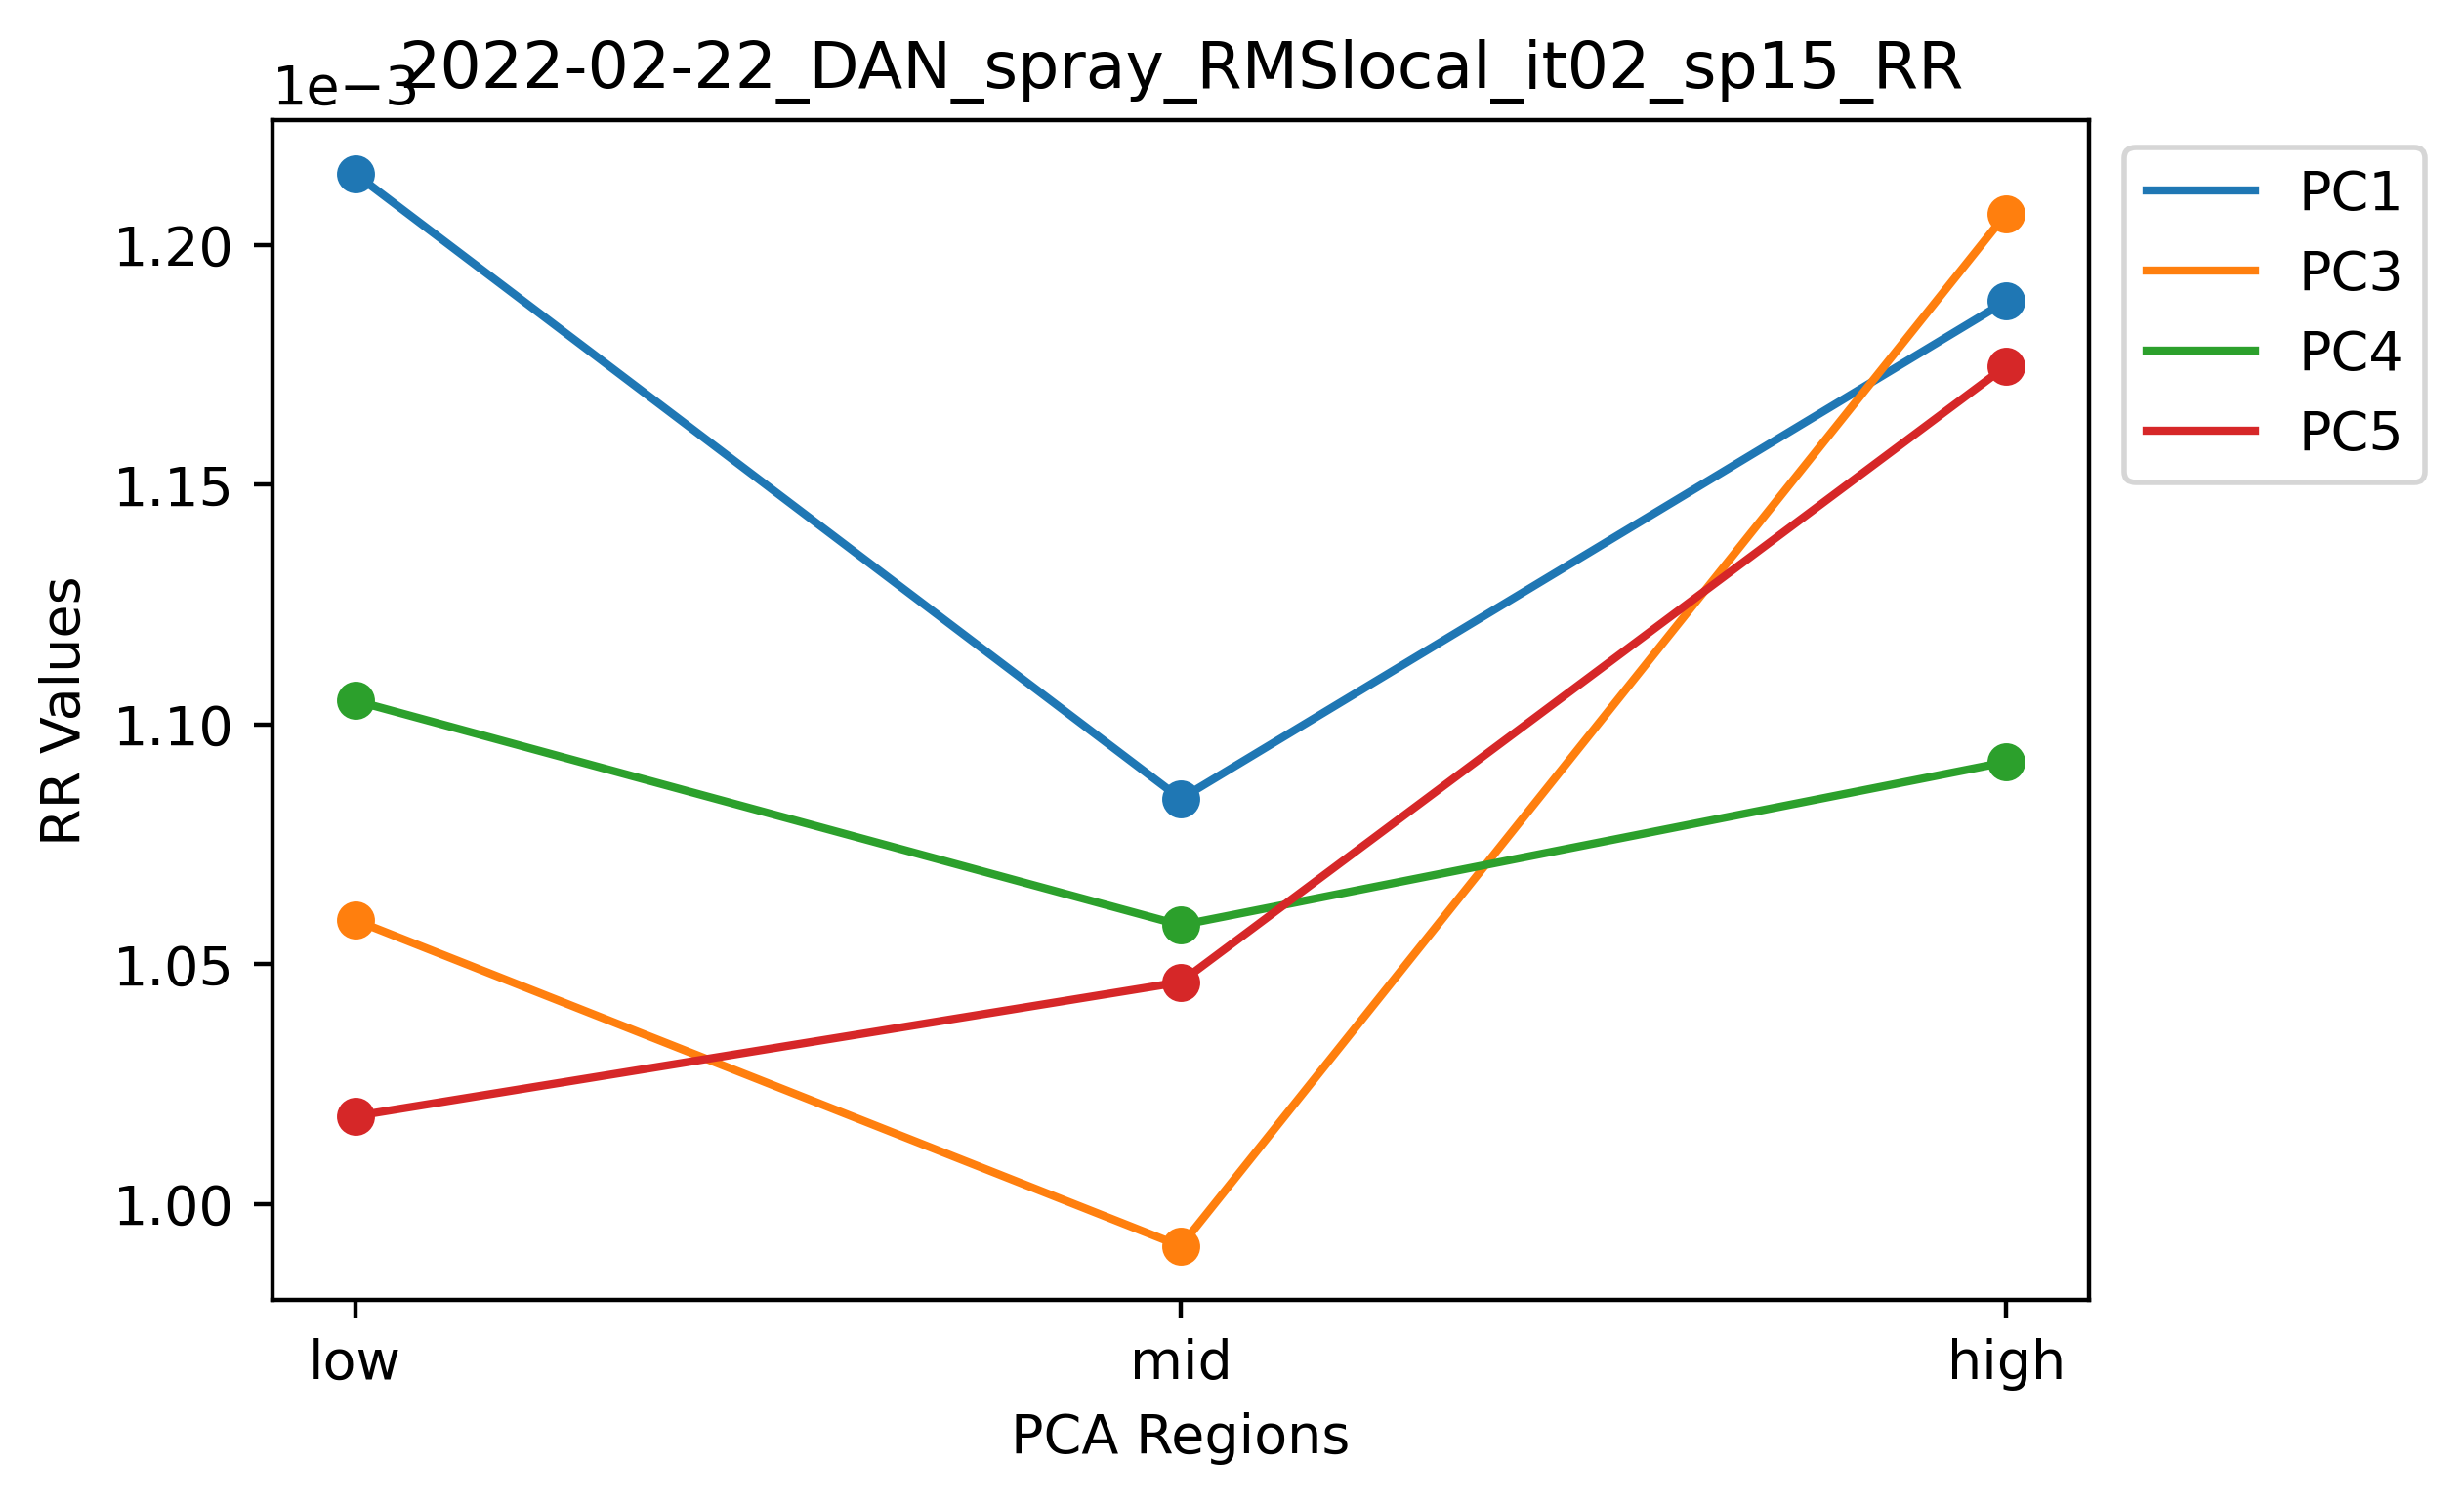 2022-02-22_DAN_spray_RMSlocal_it02_sp15_RR
1e−3
1.20
1.15
1.10
1.05
1.00
RR Values
low
mid
high
PCA Regions
PC1
PC3
PC4
PC5